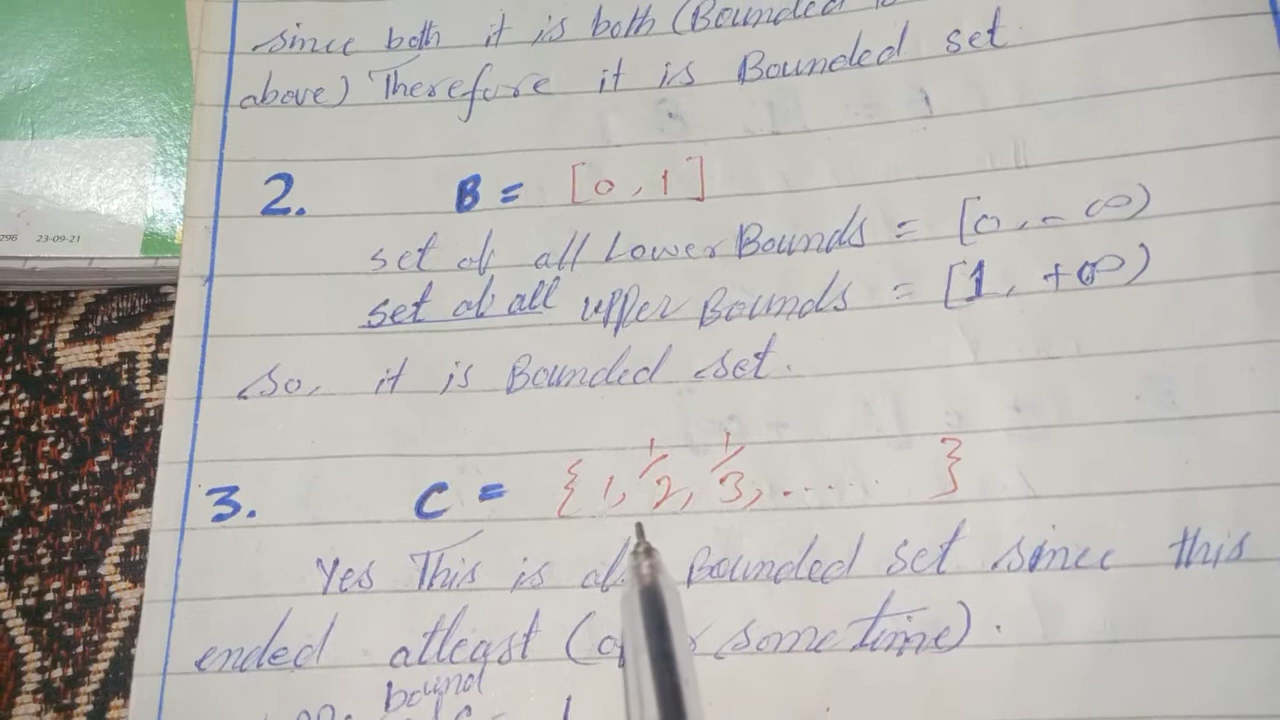 since both it is both (Bounded
above) Therefore it is Bounded set
2. B = [0, 1]
set of all Lower Bounds = [0, -∞)
set of all upper Bounds = [1, +∞)
So, it is Bounded set.
3. C = {1, 1/2, 1/3, ...... }
Yes This is Bounded set since this
ended atleast ( some time).
bound
296 23-09-21